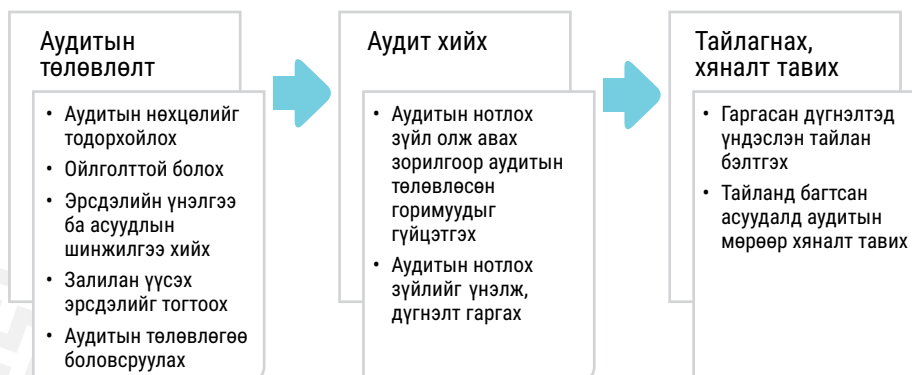 Аудитын
төлөвлөлт
• Аудитын нөхцөлийг
тодорхойлох
• Ойлголттой болох
• Эрсдэлийн үнэлгээ
ба асуудлын
шинжилгээ хийх
• Залилан үүсэх
эрсдэлийг тогтоох
• Аудитын төлөвлөгөө
боловсруулах
Аудит хийх
• Аудитын нотлох
зүйл олж авах
зорилгоор аудитын
төлөвлөсөн
горимуудыг
гүйцэтгэх
• Аудитын нотлох
зүйлийг үнэлж,
дүгнэлт гаргах
Тайлагнах,
хяналт тавих
• Гаргасан дүгнэлтэд
үндэслэн тайлан
бэлтгэх
• Тайланд багтсан
асуудалд аудитын
мөрөөр хяналт тавих